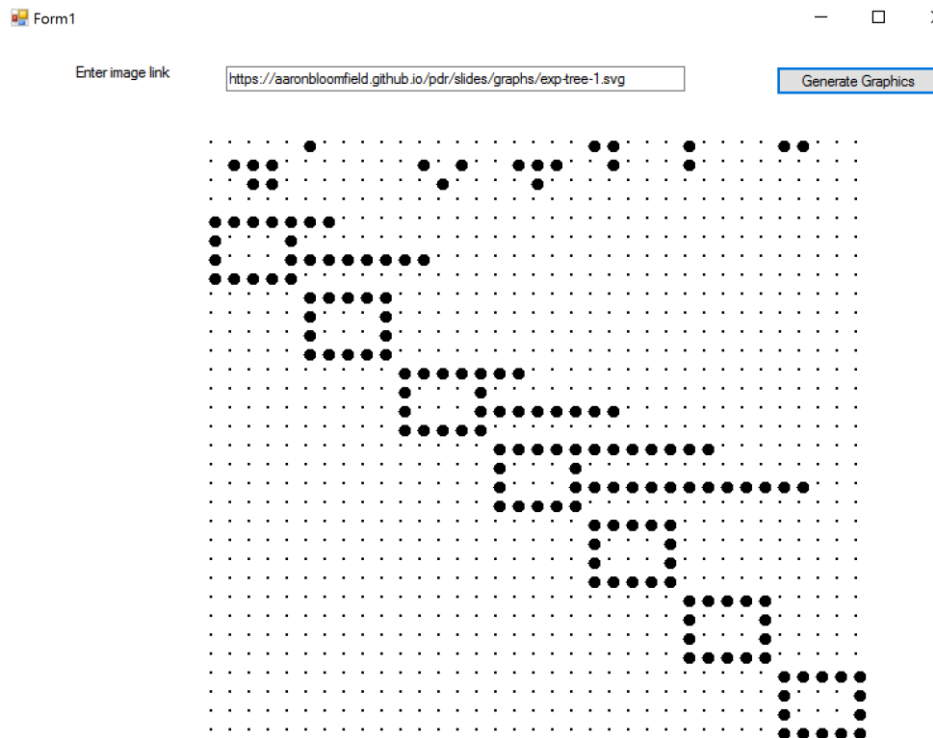 Form1
Enter image link
https://aaronbloomfield.github.io/pdr/slides/graphs/exp-tree-1.svg
Generate Graphics